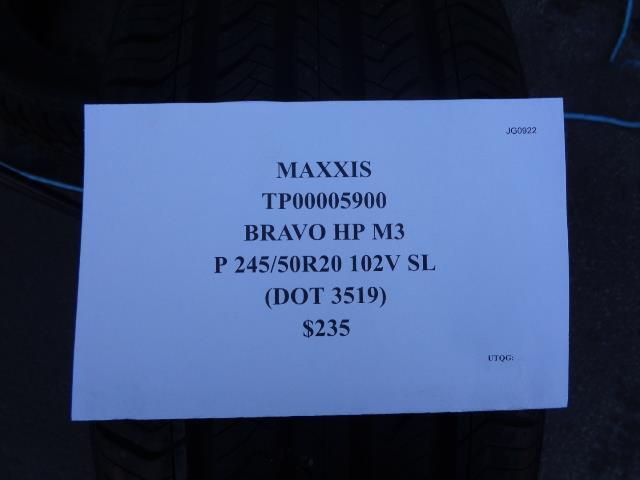 JG0922
MAXXIS
TP00005900
BRAVO HP M3
P 245/50R20 102V SL
(DOT 3519)
$235
UTQG: